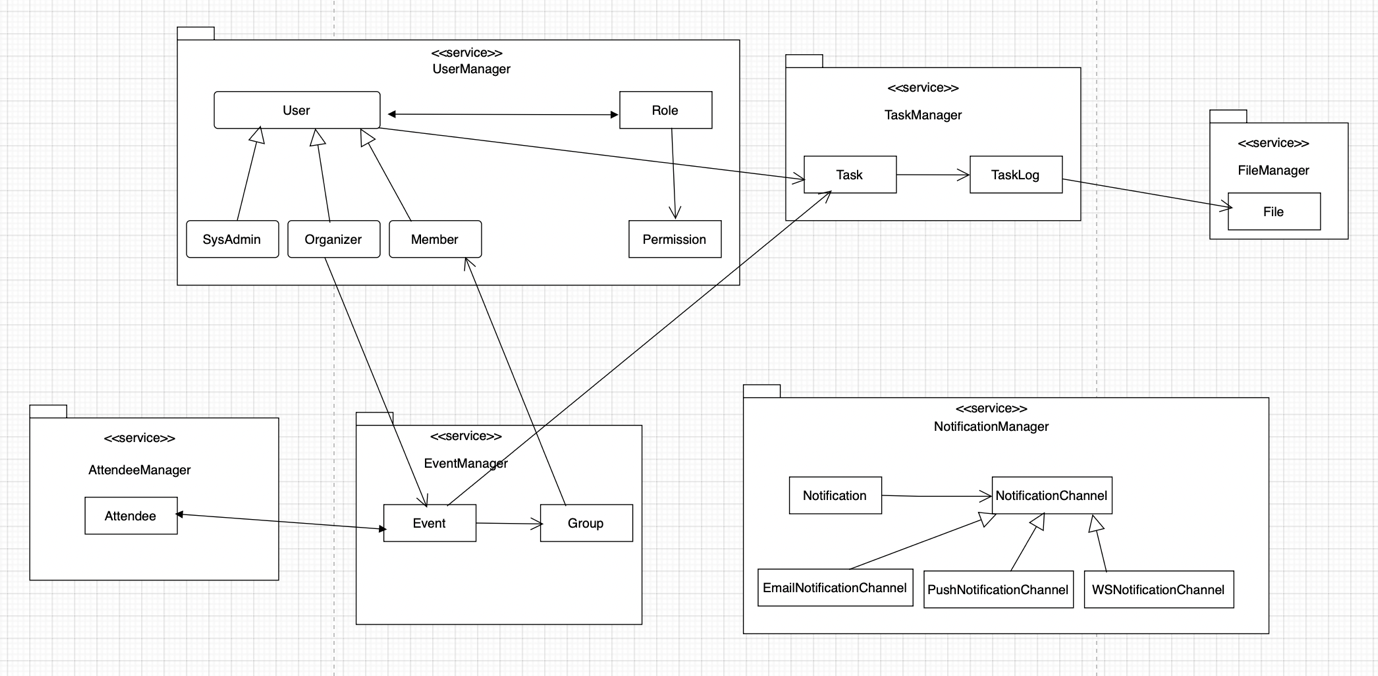 <<service>>
UserManager
User
Role
SysAdmin
Organizer
Member
Permission
<<service>>
TaskManager
Task
TaskLog
<<service>>
FileManager
File
<<service>>
AttendeeManager
Attendee
<<service>>
EventManager
Event
Group
<<service>>
NotificationManager
Notification
NotificationChannel
EmailNotificationChannel
PushNotificationChannel
WSNotificationChannel